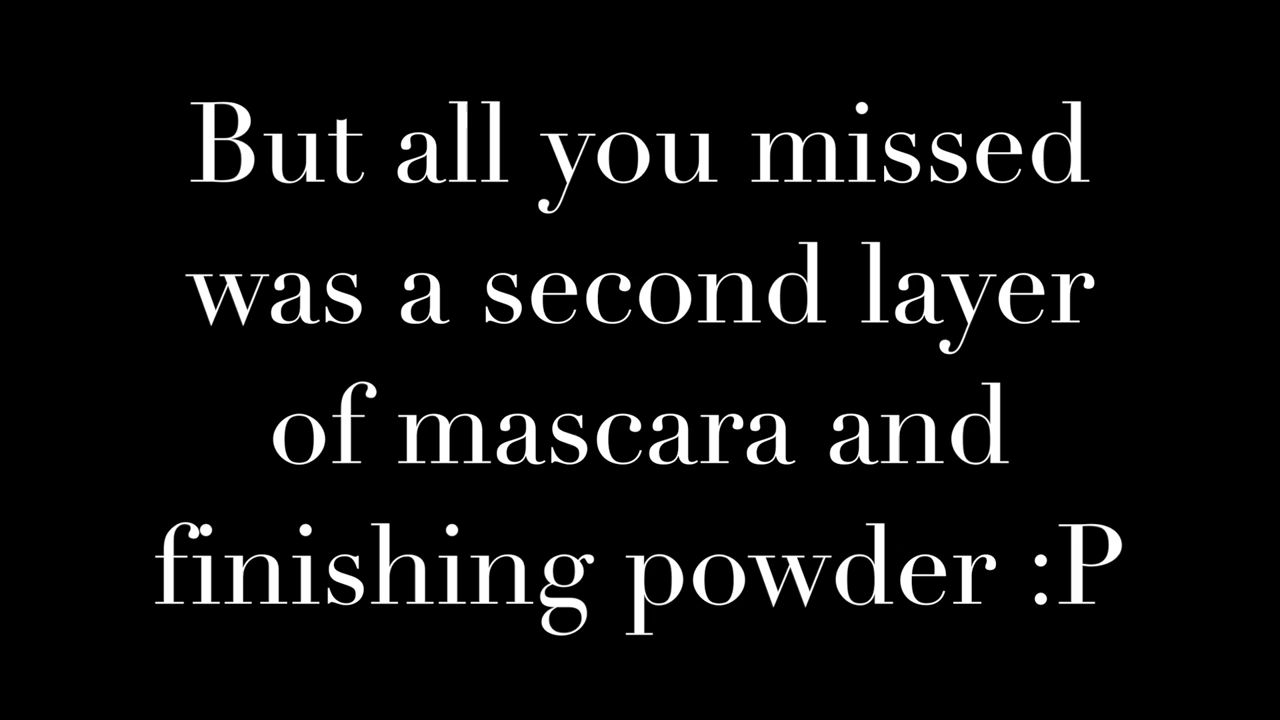 But all you missed
was a second layer
of mascara and
finishing powder :P